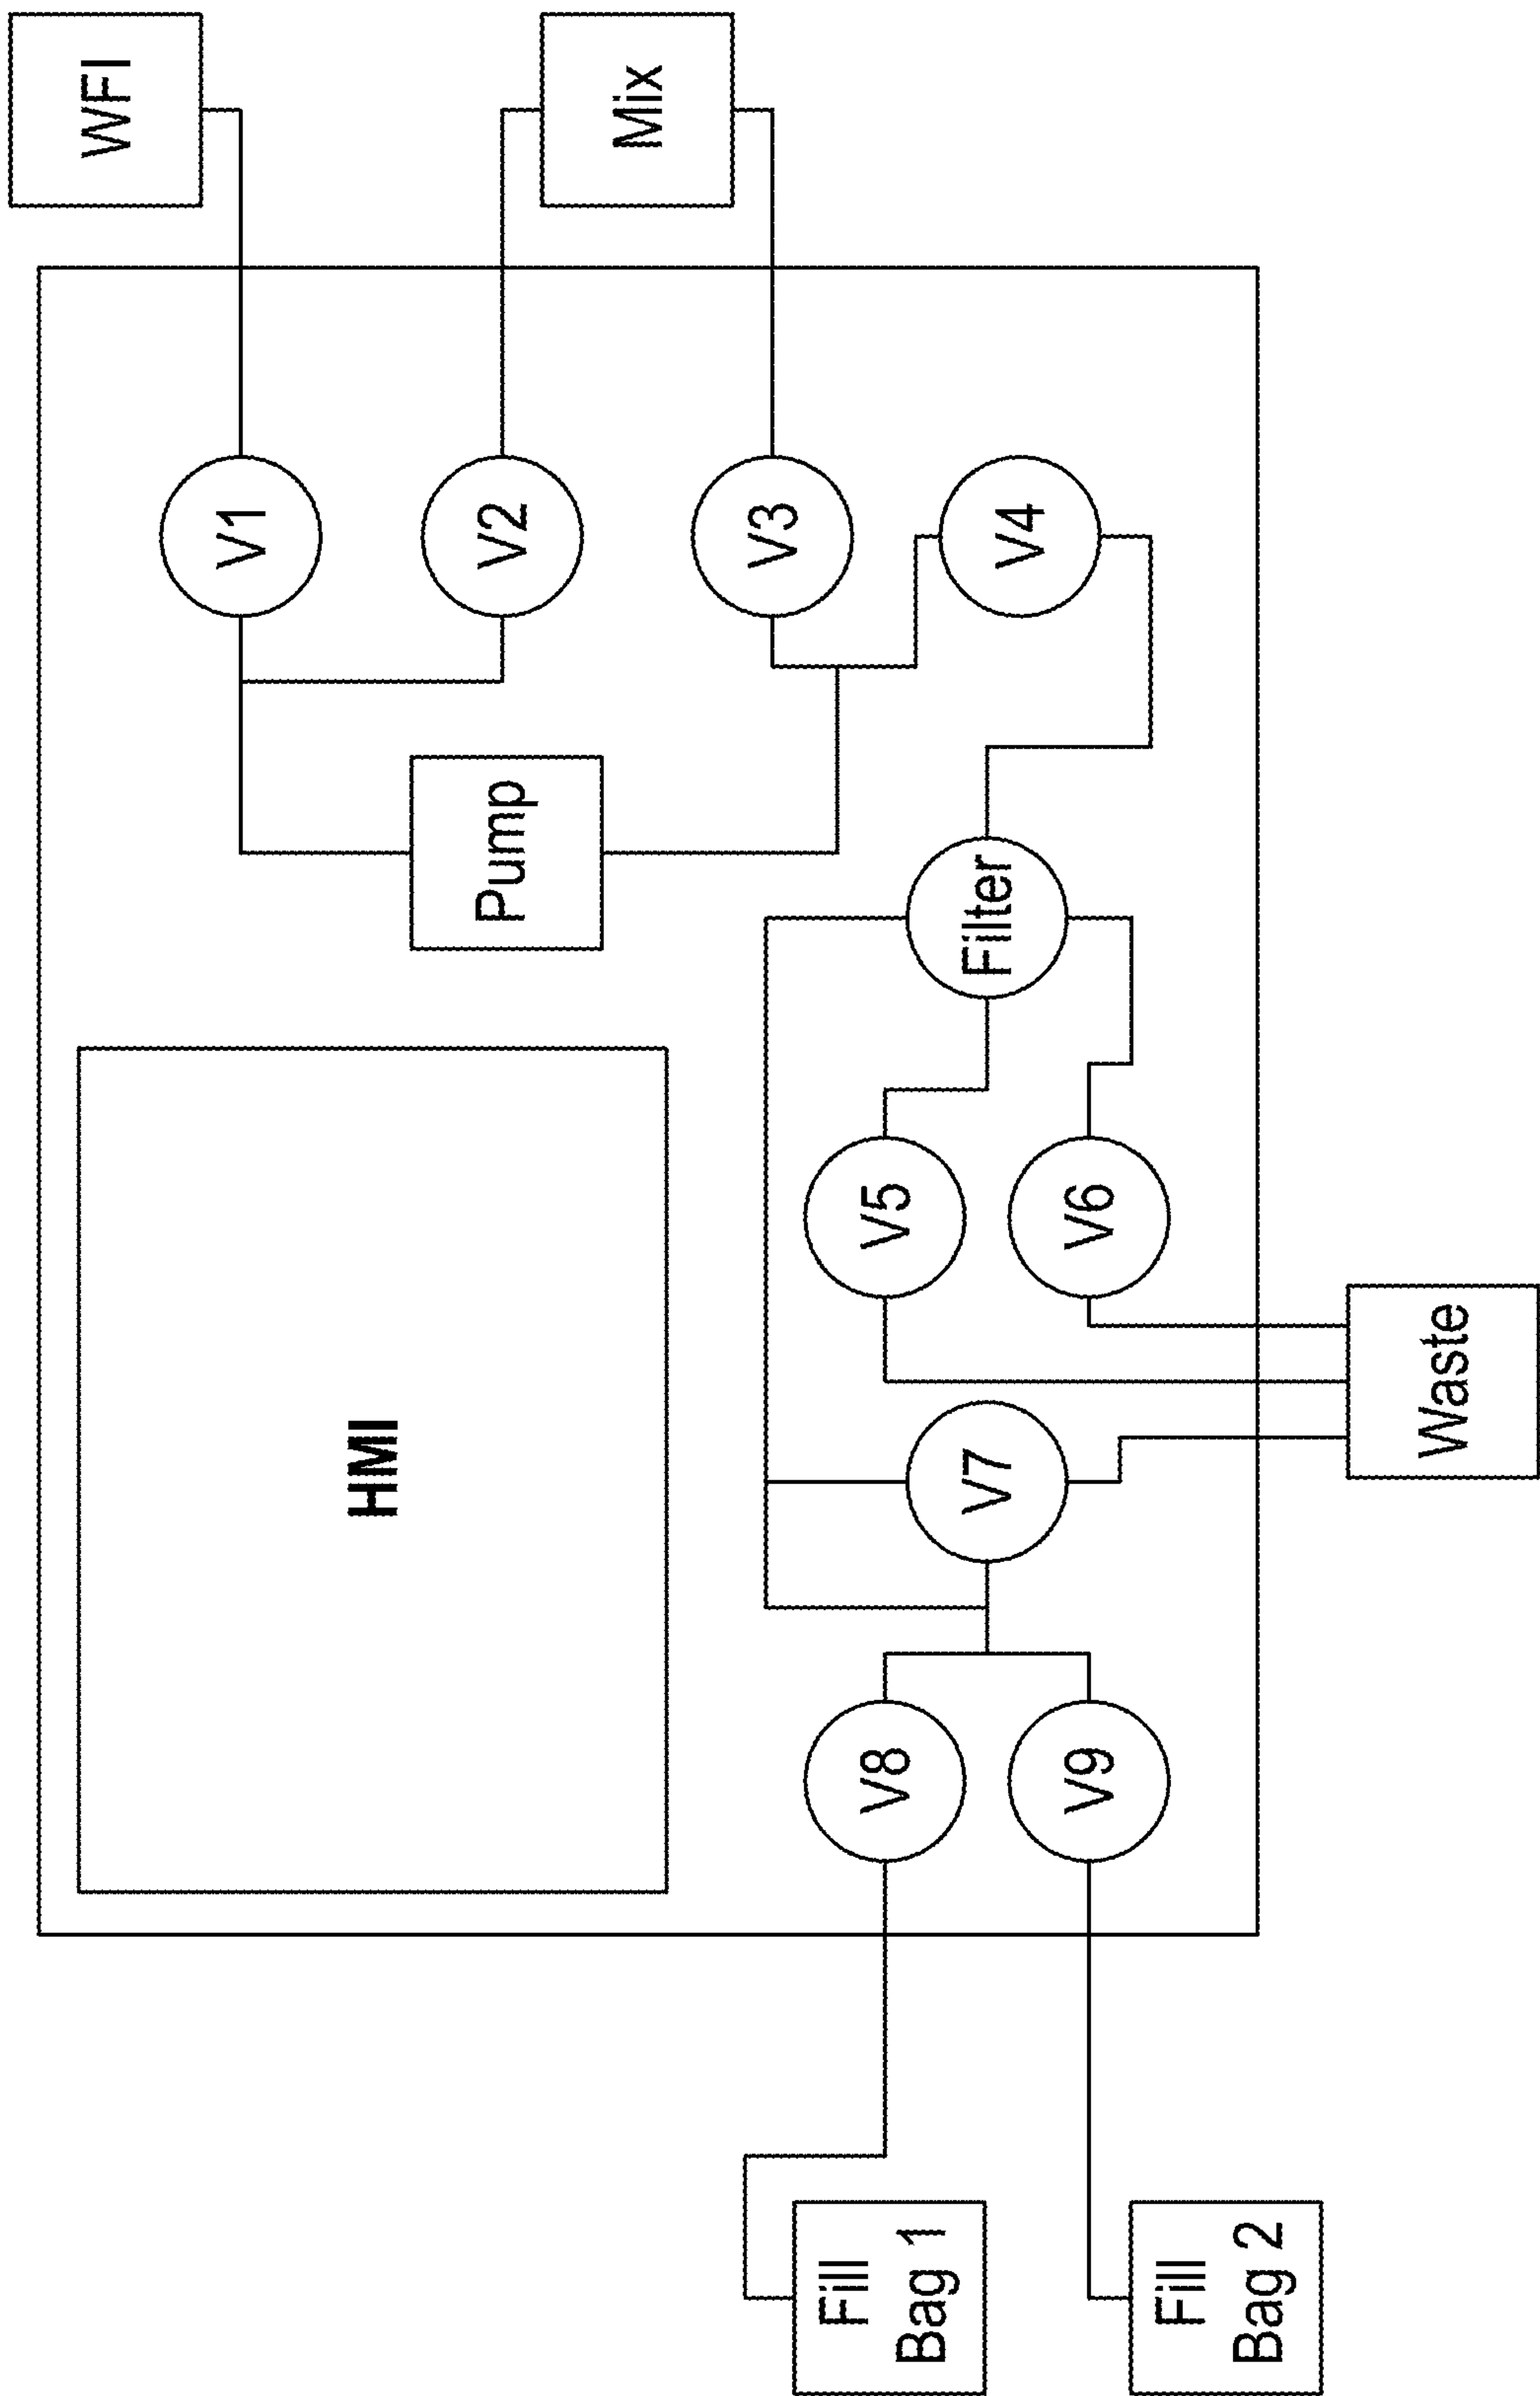 WFI
Mix
V1
V2
V3
V4
Pump
Filter
HMI
V5
V6
V7
Waste
V8
V9
Fill
Bag 1
Fill
Bag 2